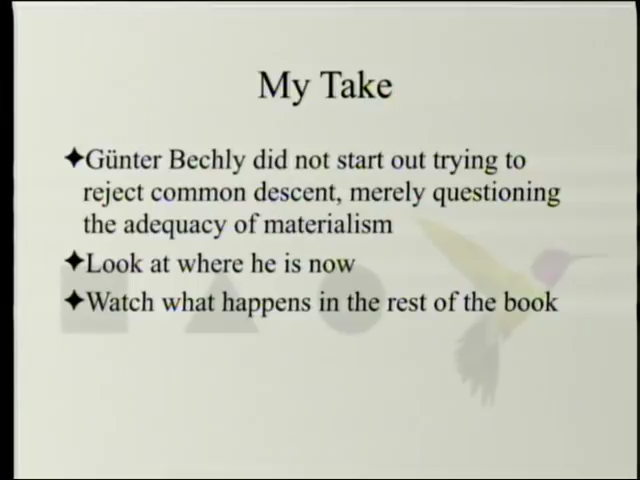 My Take
✦Günter Bechly did not start out trying to
reject common descent, merely questioning
the adequacy of materialism
✦Look at where he is now
✦Watch what happens in the rest of the book